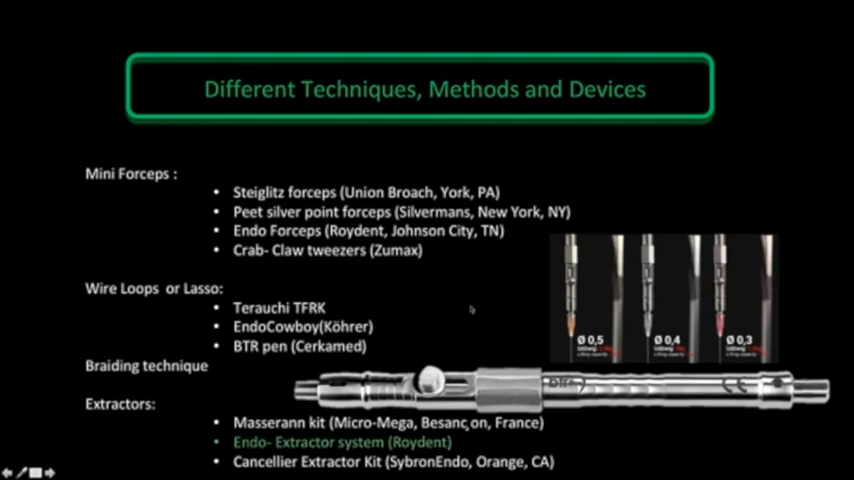 Different Techniques, Methods and Devices
Mini Forceps :
• Steiglitz forceps (Union Broach, York, PA)
• Peet silver point forceps (Silvermans, New York, NY)
• Endo Forceps (Roydent, Johnson City, TN)
• Crab- Claw tweezers (Zumax)
Wire Loops or Lasso:
• Terauchi TFRK
• EndoCowboy(Köhrer)
• BTR pen (Cerkamed)
Braiding technique
Extractors:
• Masserann kit (Micro-Mega, Besanc¸on, France)
• Endo- Extractor system (Roydent)
• Cancellier Extractor Kit (SybronEndo, Orange, CA)
Ø 0,5
Ø 0,4
Ø 0,3
CE